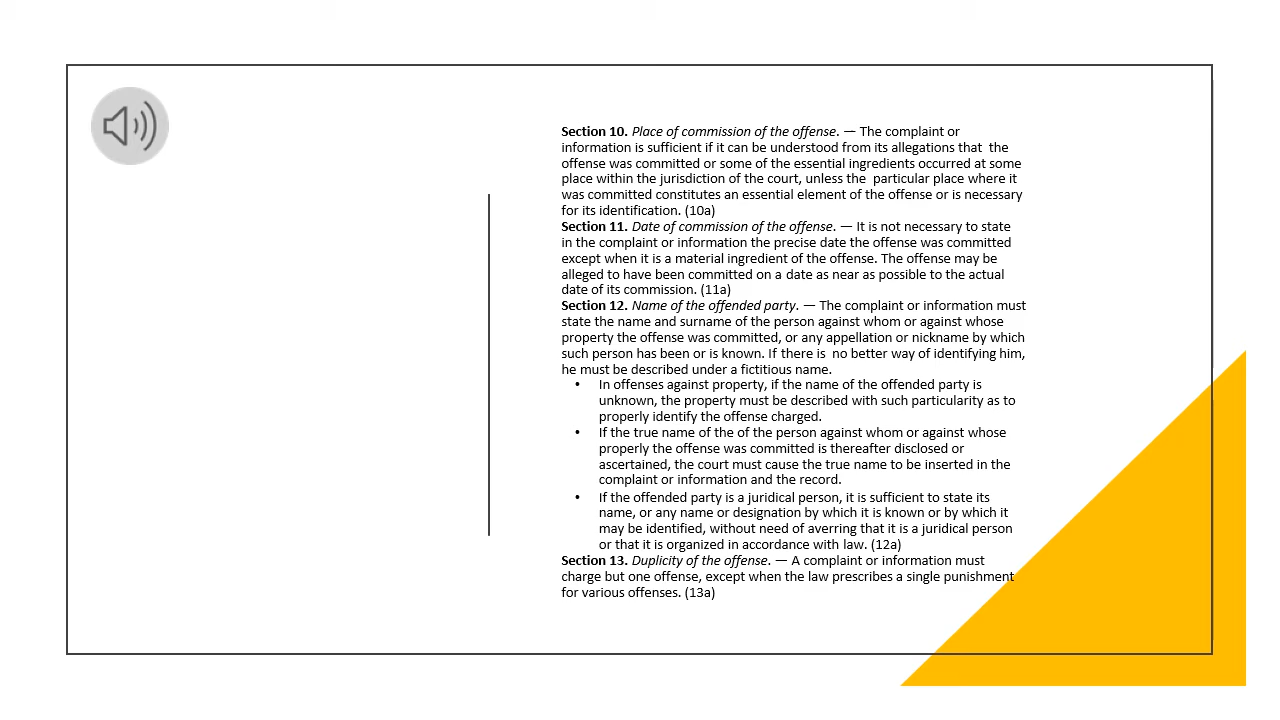 Section 10. Place of commission of the offense. — The complaint or
information is sufficient if it can be understood from its allegations that the
offense was committed or some of the essential ingredients occurred at some
place within the jurisdiction of the court, unless the particular place where it
was committed constitutes an essential element of the offense or is necessary
for its identification. (10a)
Section 11. Date of commission of the offense. — It is not necessary to state
in the complaint or information the precise date the offense was committed
except when it is a material ingredient of the offense. The offense may be
alleged to have been committed on a date as near as possible to the actual
date of its commission. (11a)
Section 12. Name of the offended party. — The complaint or information must
state the name and surname of the person against whom or against whose
property the offense was committed, or any appellation or nickname by which
such person has been or is known. If there is no better way of identifying him,
he must be described under a fictitious name.
• In offenses against property, if the name of the offended party is
unknown, the property must be described with such particularity as to
properly identify the offense charged.
• If the true name of the of the person against whom or against whose
properly the offense was committed is thereafter disclosed or
ascertained, the court must cause the true name to be inserted in the
complaint or information and the record.
• If the offended party is a juridical person, it is sufficient to state its
name, or any name or designation by which it is known or by which it
may be identified, without need of averring that it is a juridical person
or that it is organized in accordance with law. (12a)
Section 13. Duplicity of the offense. — A complaint or information must
charge but one offense, except when the law prescribes a single punishment
for various offenses. (13a)